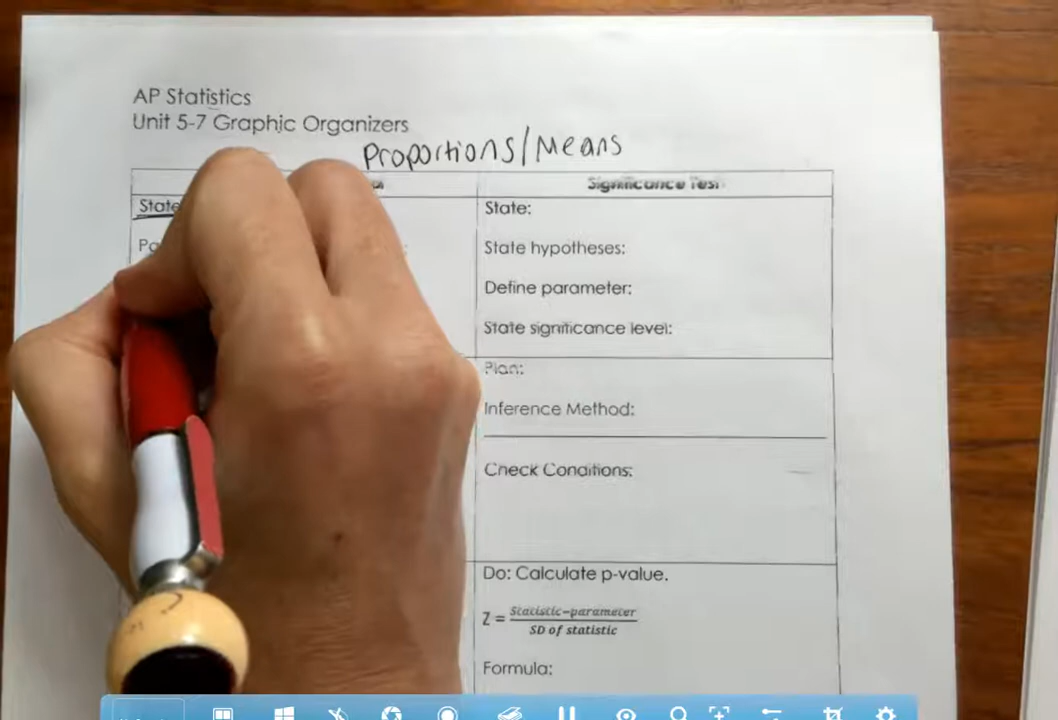 AP Statistics
Unit 5-7 Graphic Organizers
Proportions/Means
Significance Test
State
State:
State hypotheses:
Define parameter:
State significance level:
Plan:
Inference Method:
Check Conditions:
Do: Calculate p-value.
Z = Statistic−parameter
SD of statistic
Formula: